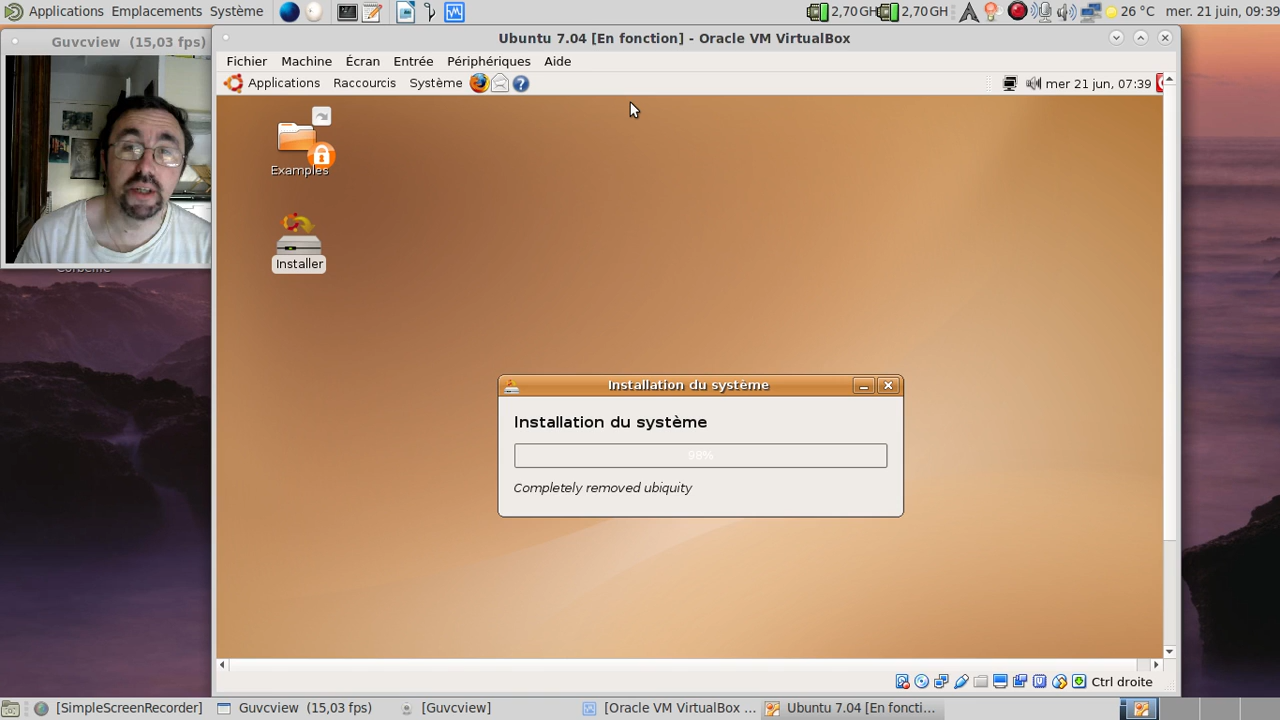 Applications Emplacements Système
2,70 GH 2,70 GH 26 °C mer. 21 juin, 09:39
Guvcview (15,03 fps)
Ubuntu 7.04 [En fonction] - Oracle VM VirtualBox
Fichier Machine Écran Entrée Périphériques Aide
Applications Raccourcis Système
mer 21 jun, 07:39
Examples
Installer
Corbeille
Installation du système
Installation du système
98%
Completely removed ubiquity
Ctrl droite
[SimpleScreenRecorder] Guvcview (15,03 fps) [Guvcview] [Oracle VM VirtualBox ... Ubuntu 7.04 [En foncti...